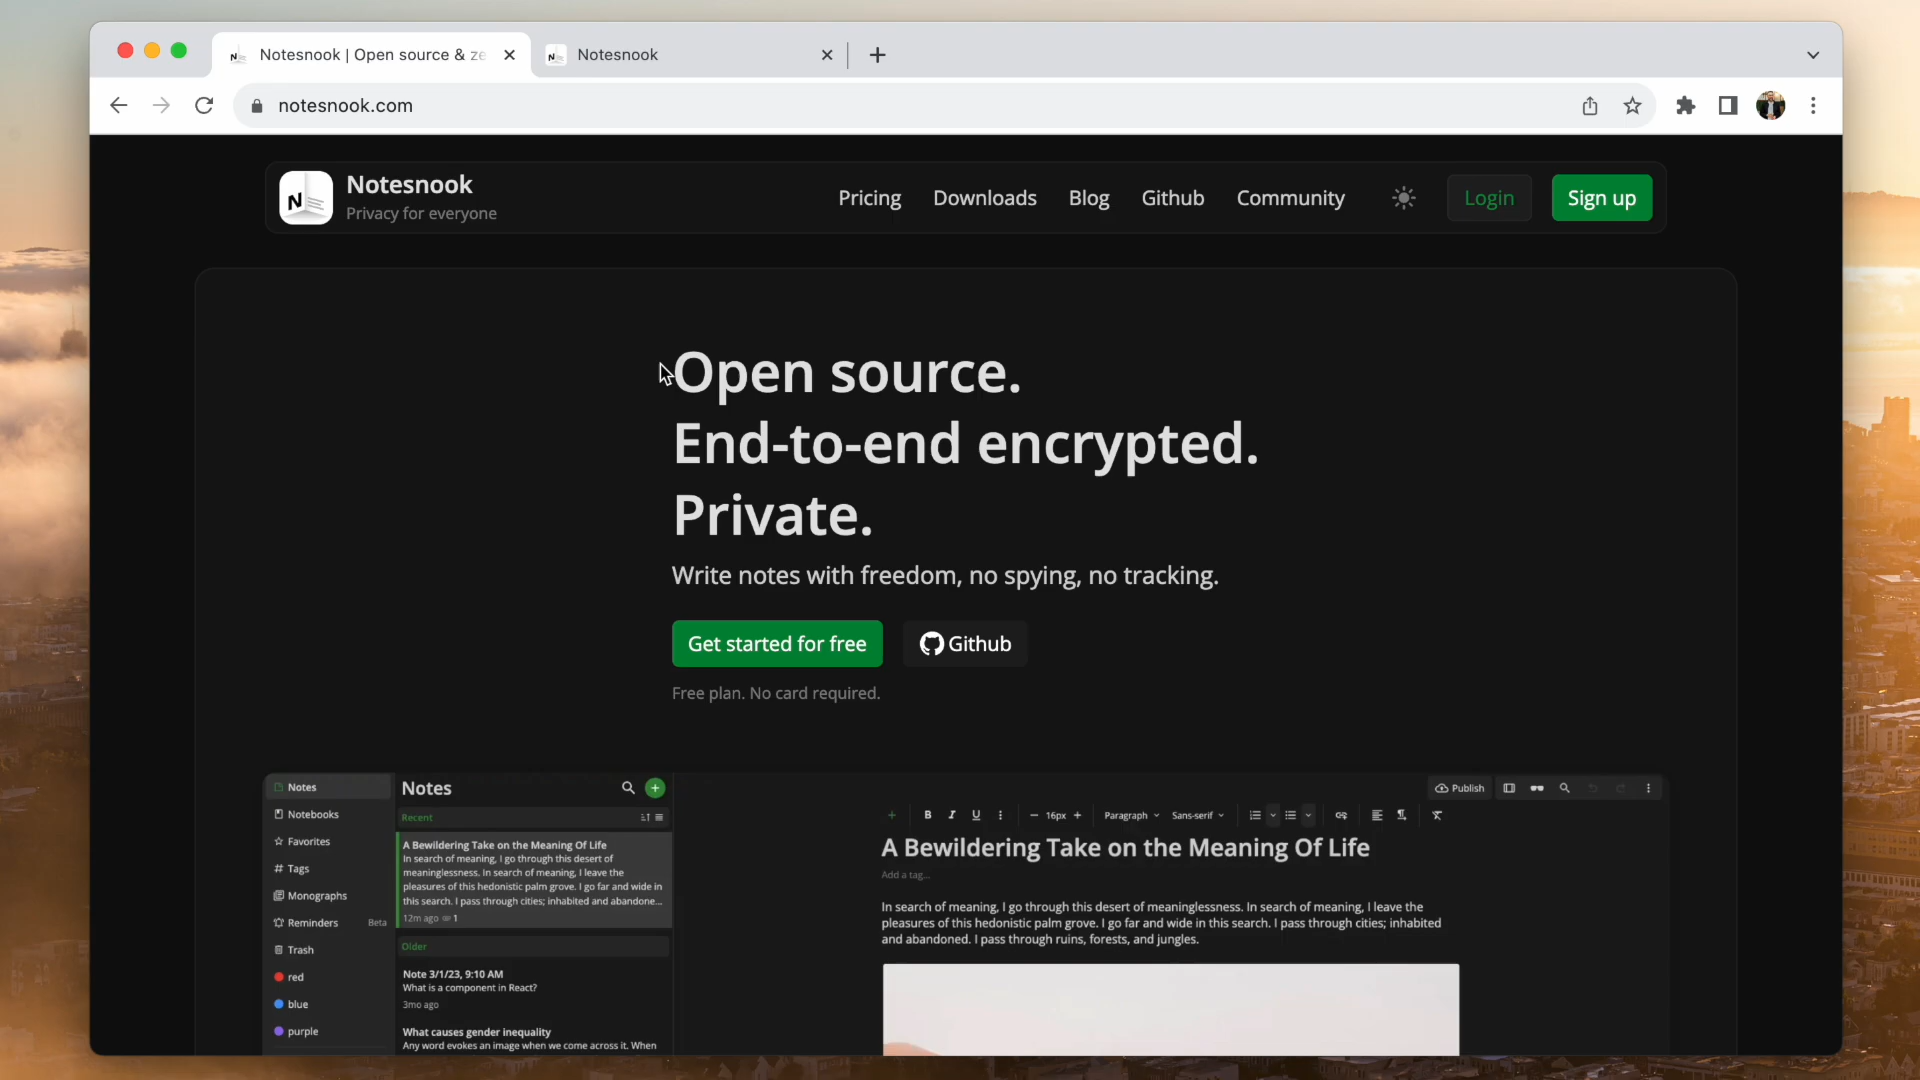 Notesnook | Open source & ze
Notesnook
notesnook.com
Notesnook
Privacy for everyone
Pricing
Downloads
Blog
Github
Community
Login
Sign up
Open source.
End-to-end encrypted.
Private.
Write notes with freedom, no spying, no tracking.
Get started for free
Github
Free plan. No card required.
Notes
Notebooks
Favorites
# Tags
Monographs
Reminders Beta
Trash
red
blue
purple
Notes
Recent
A Bewildering Take on the Meaning Of Life
In search of meaning, I go through this desert of
meaninglessness. In search of meaning, I leave the
pleasures of this hedonistic palm grove. I go far and wide in
this search. I pass through cities; inhabited and abandone...
12m ago 1
Older
Note 3/1/23, 9:10 AM
What is a component in React?
3mo ago
What causes gender inequality
Any word evokes an image when we come across it. When
Publish
B I U — 16px + Paragraph Sans-serif
A Bewildering Take on the Meaning Of Life
Add a tag...
In search of meaning, I go through this desert of meaninglessness. In search of meaning, I leave the
pleasures of this hedonistic palm grove. I go far and wide in this search. I pass through cities; inhabited
and abandoned. I pass through ruins, forests, and jungles.